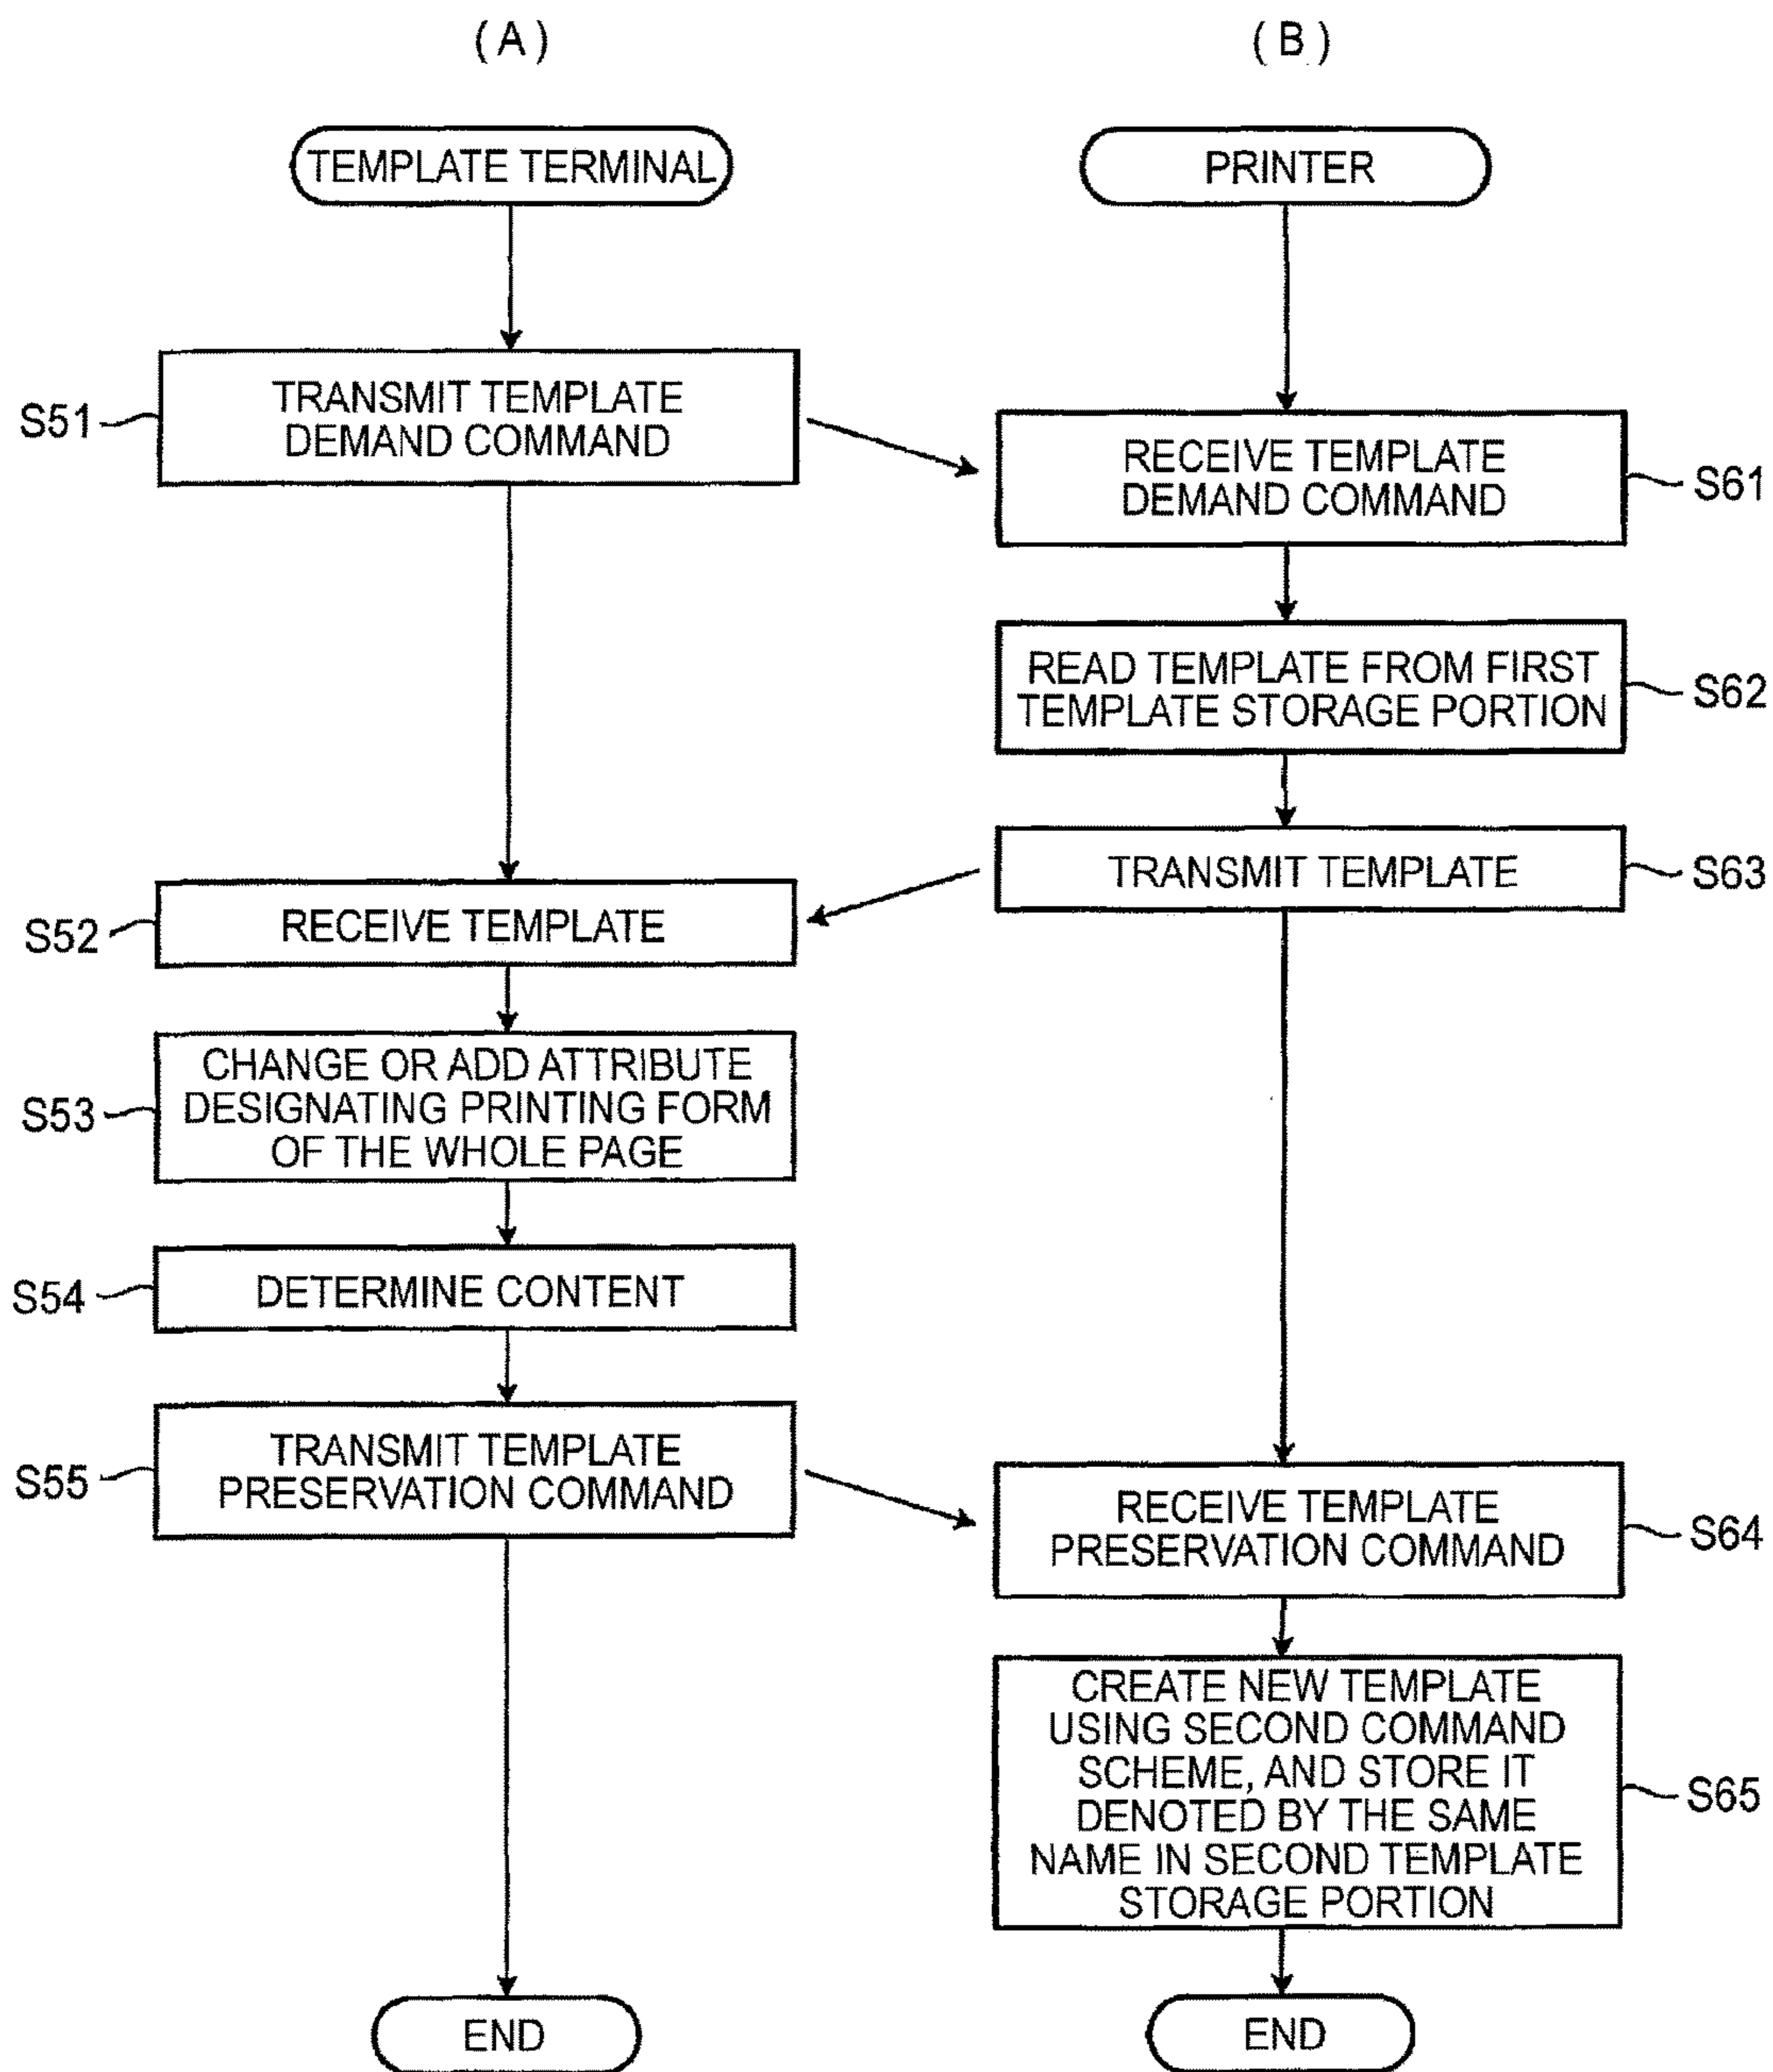 (A)
(B)
TEMPLATE TERMINAL
PRINTER
S51
TRANSMIT TEMPLATE
DEMAND COMMAND
RECEIVE TEMPLATE
DEMAND COMMAND
S61
READ TEMPLATE FROM FIRST
TEMPLATE STORAGE PORTION
S62
TRANSMIT TEMPLATE
S63
S52
RECEIVE TEMPLATE
S53
CHANGE OR ADD ATTRIBUTE
DESIGNATING PRINTING FORM
OF THE WHOLE PAGE
S54
DETERMINE CONTENT
S55
TRANSMIT TEMPLATE
PRESERVATION COMMAND
RECEIVE TEMPLATE
PRESERVATION COMMAND
S64
CREATE NEW TEMPLATE
USING SECOND COMMAND
SCHEME, AND STORE IT
DENOTED BY THE SAME
NAME IN SECOND TEMPLATE
STORAGE PORTION
S65
END
END